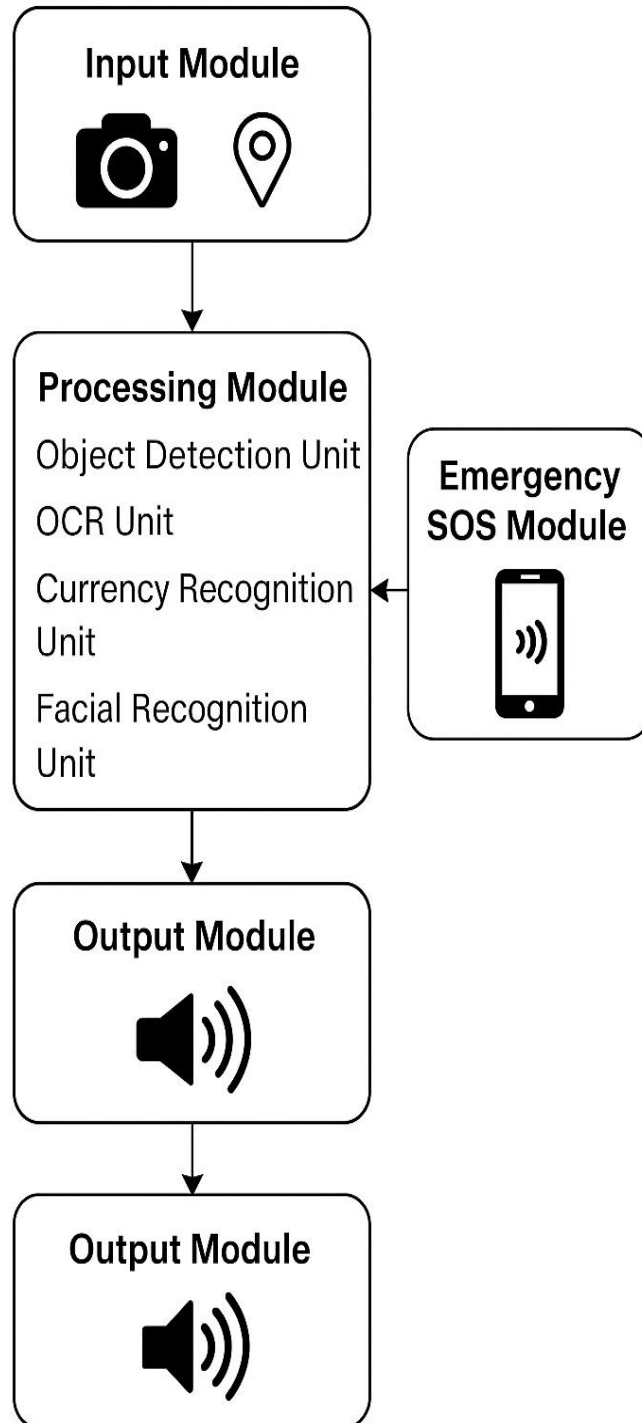 Input Module
Processing Module
Object Detection Unit
OCR Unit
Currency Recognition
Unit
Facial Recognition
Unit
Emergency
SOS Module
Output Module
Output Module